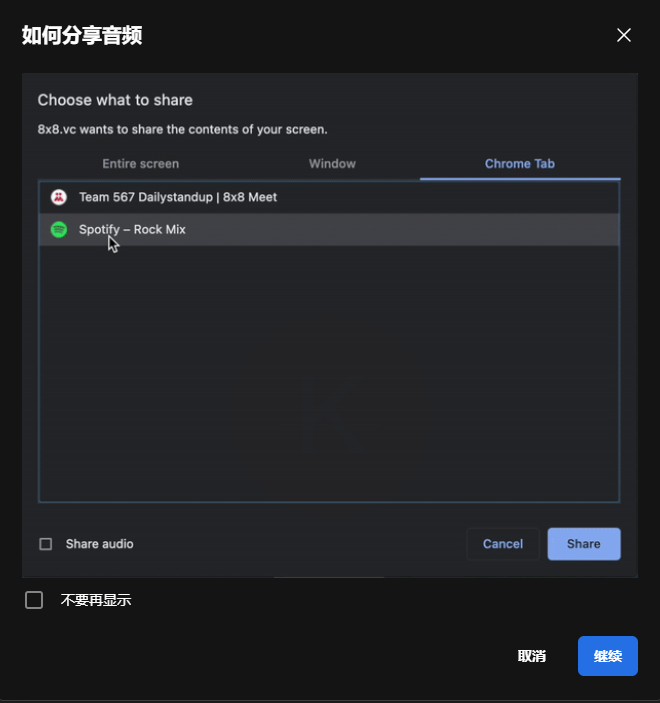 如何分享音频
Choose what to share
8x8.vc wants to share the contents of your screen.
Entire screen
Window
Chrome Tab
Team 567 Dailystandup | 8x8 Meet
Spotify – Rock Mix
Share audio
Cancel
Share
不要再显示
取消
继续